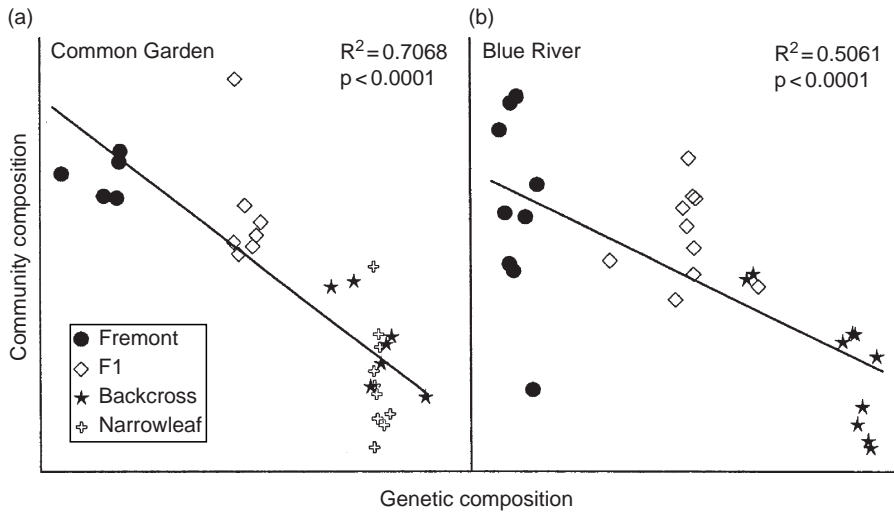 (a)
Common Garden
R² = 0.7068
p < 0.0001
Community composition
Fremont
F1
Backcross
Narrowleaf
(b)
Blue River
R² = 0.5061
p < 0.0001
Genetic composition